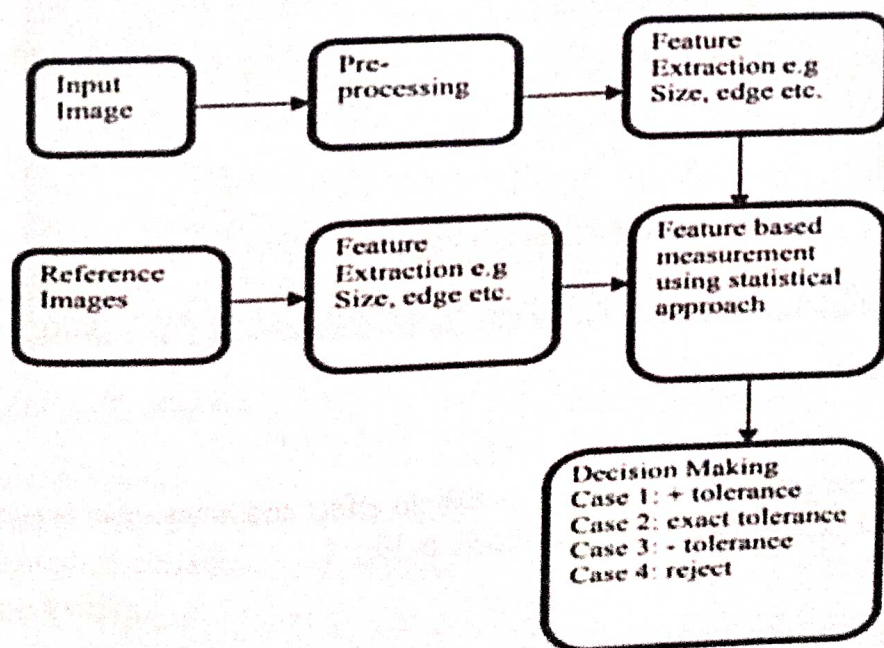 Input
Image
Pre-
processing
Feature
Extraction e.g
Size, edge etc.
Reference
Images
Feature
Extraction e.g
Size, edge etc.
Feature based
measurement
using statistical
approach
Decision Making
Case 1: + tolerance
Case 2: exact tolerance
Case 3: - tolerance
Case 4: reject